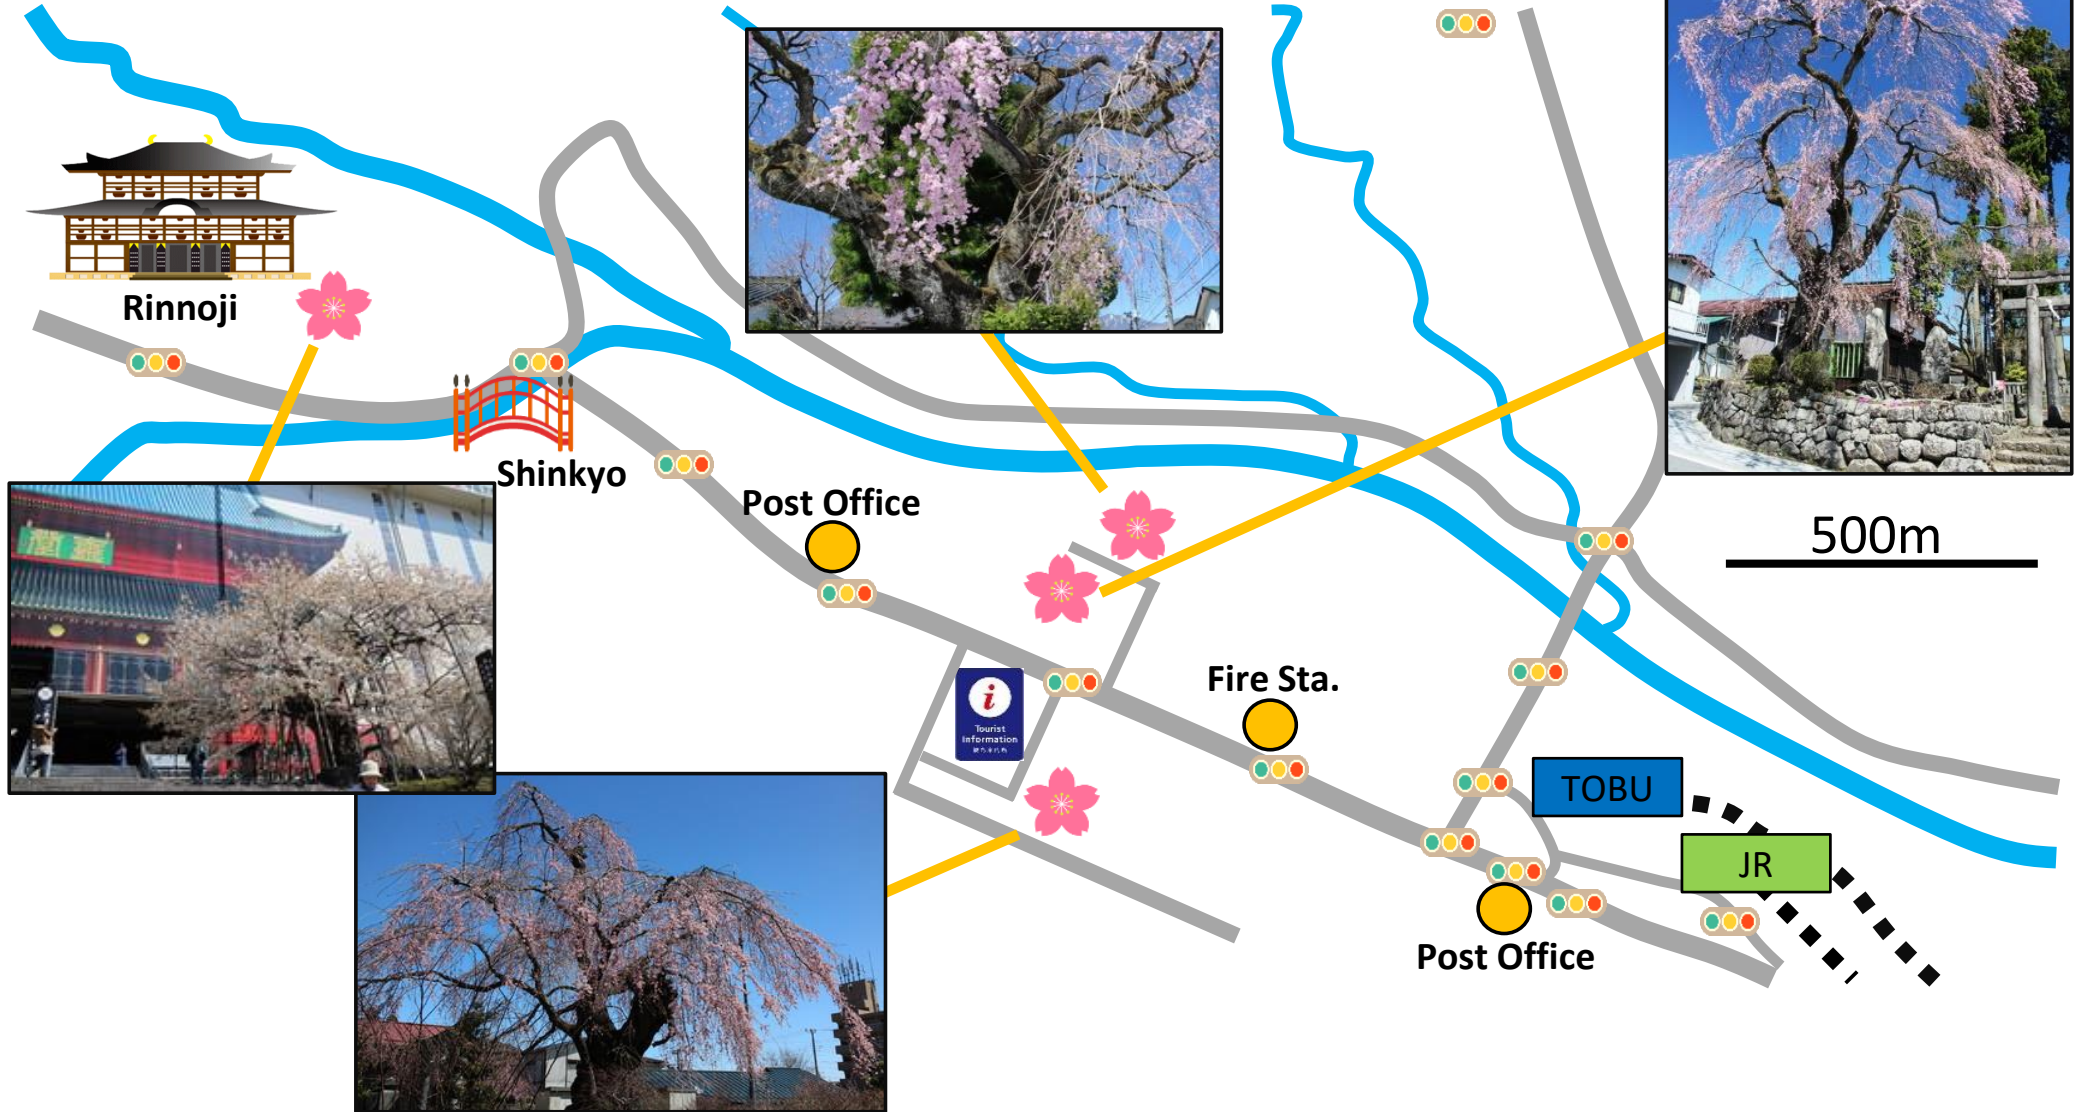 Rinnoji
Shinkyo
Post Office
500m
Fire Sta.
i
Tourist
Information
TOBU
JR
Post Office